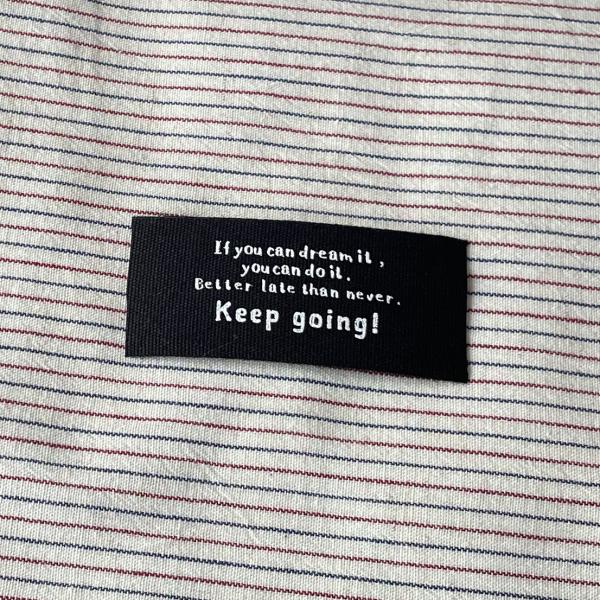 If you can dream it ,
you can do it.
Better late than never.
Keep going!